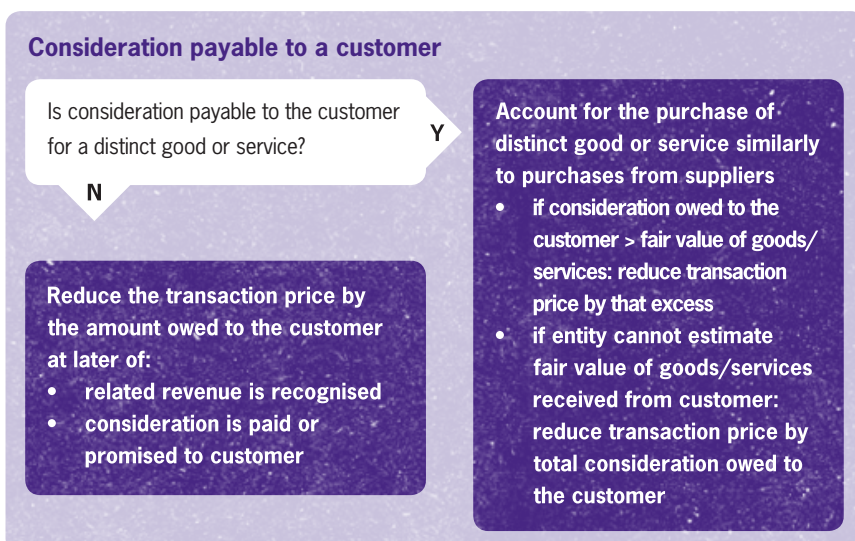 Consideration payable to a customer
Is consideration payable to the customer
for a distinct good or service?
Y
N
Account for the purchase of
distinct good or service similarly
to purchases from suppliers
• if consideration owed to the
customer > fair value of goods/
services: reduce transaction
price by that excess
• if entity cannot estimate
fair value of goods/services
received from customer:
reduce transaction price by
total consideration owed to
the customer
Reduce the transaction price by
the amount owed to the customer
at later of:
• related revenue is recognised
• consideration is paid or
promised to customer